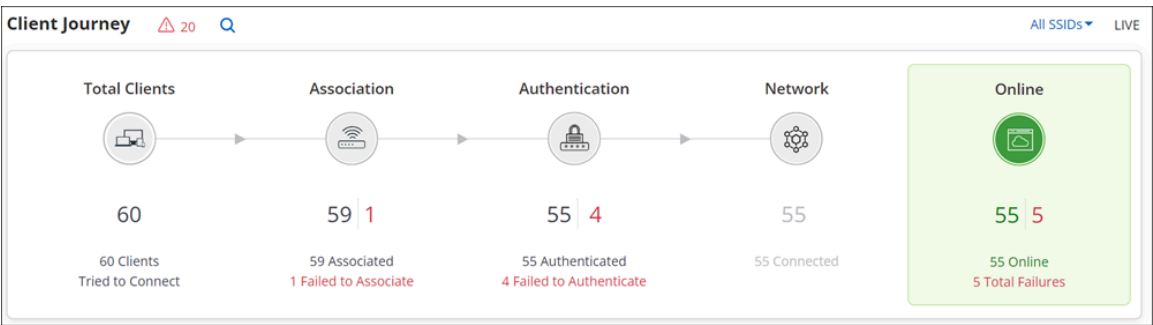 Client Journey 20 All SSIDs LIVE
Total Clients Association Authentication Network Online
60 59 1 55 4 55 55 5
60 Clients 59 Associated 55 Authenticated 55 Connected 55 Online
Tried to Connect 1 Failed to Associate 4 Failed to Authenticate 5 Total Failures